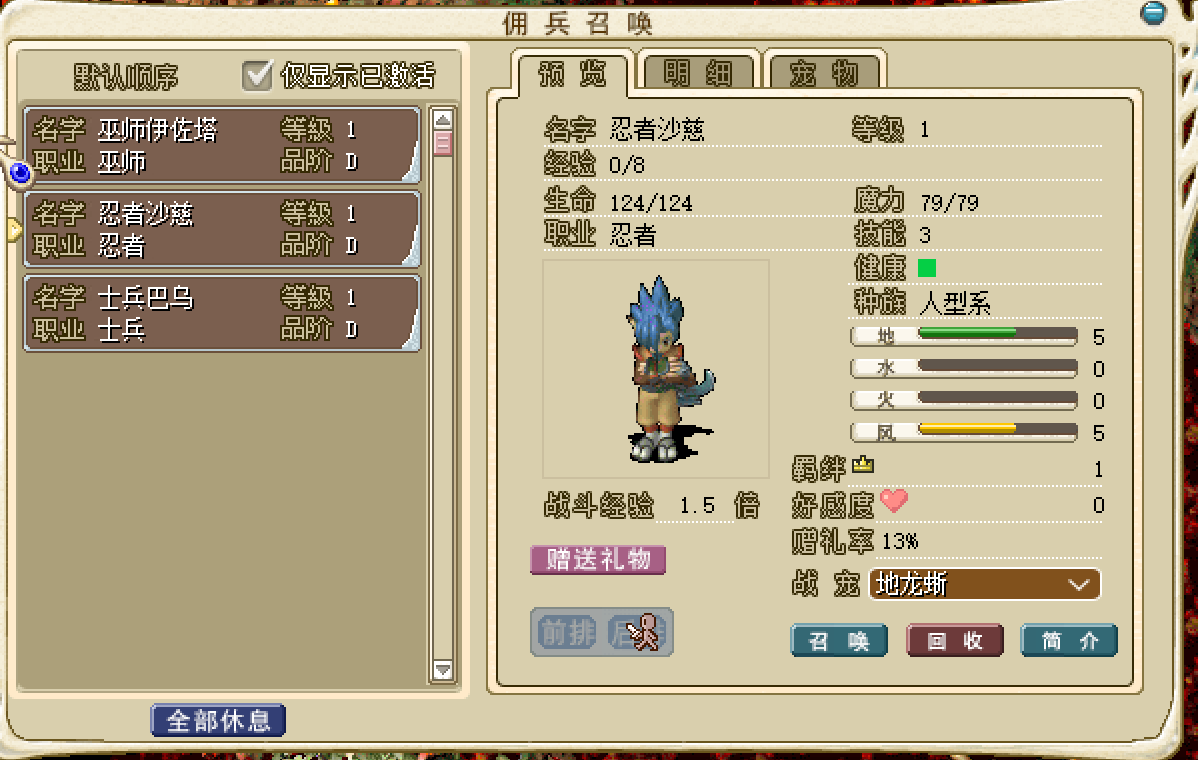 佣兵召唤
默认顺序 仅显示已激活
名字 巫师伊佐塔 等級 1
职业 巫师 品阶 D
名字 忍者沙慈 等級 1
职业 忍者 品阶 D
名字 士兵巴乌 等級 1
职业 士兵 品阶 D
全部休息
预览 明细 宠物
名字 忍者沙慈 等级 1
经验 0/8
生命 124/124 魔力 79/79
职业 忍者 技能 3
健康
种族 人型系
地 5
水 0
火 0
风 5
羁绊 1
战斗经验 1.5 倍 好感度 0
赠礼率 13%
赠送礼物
战宠 地龙蜥
前排 后排
召唤 回收 简介